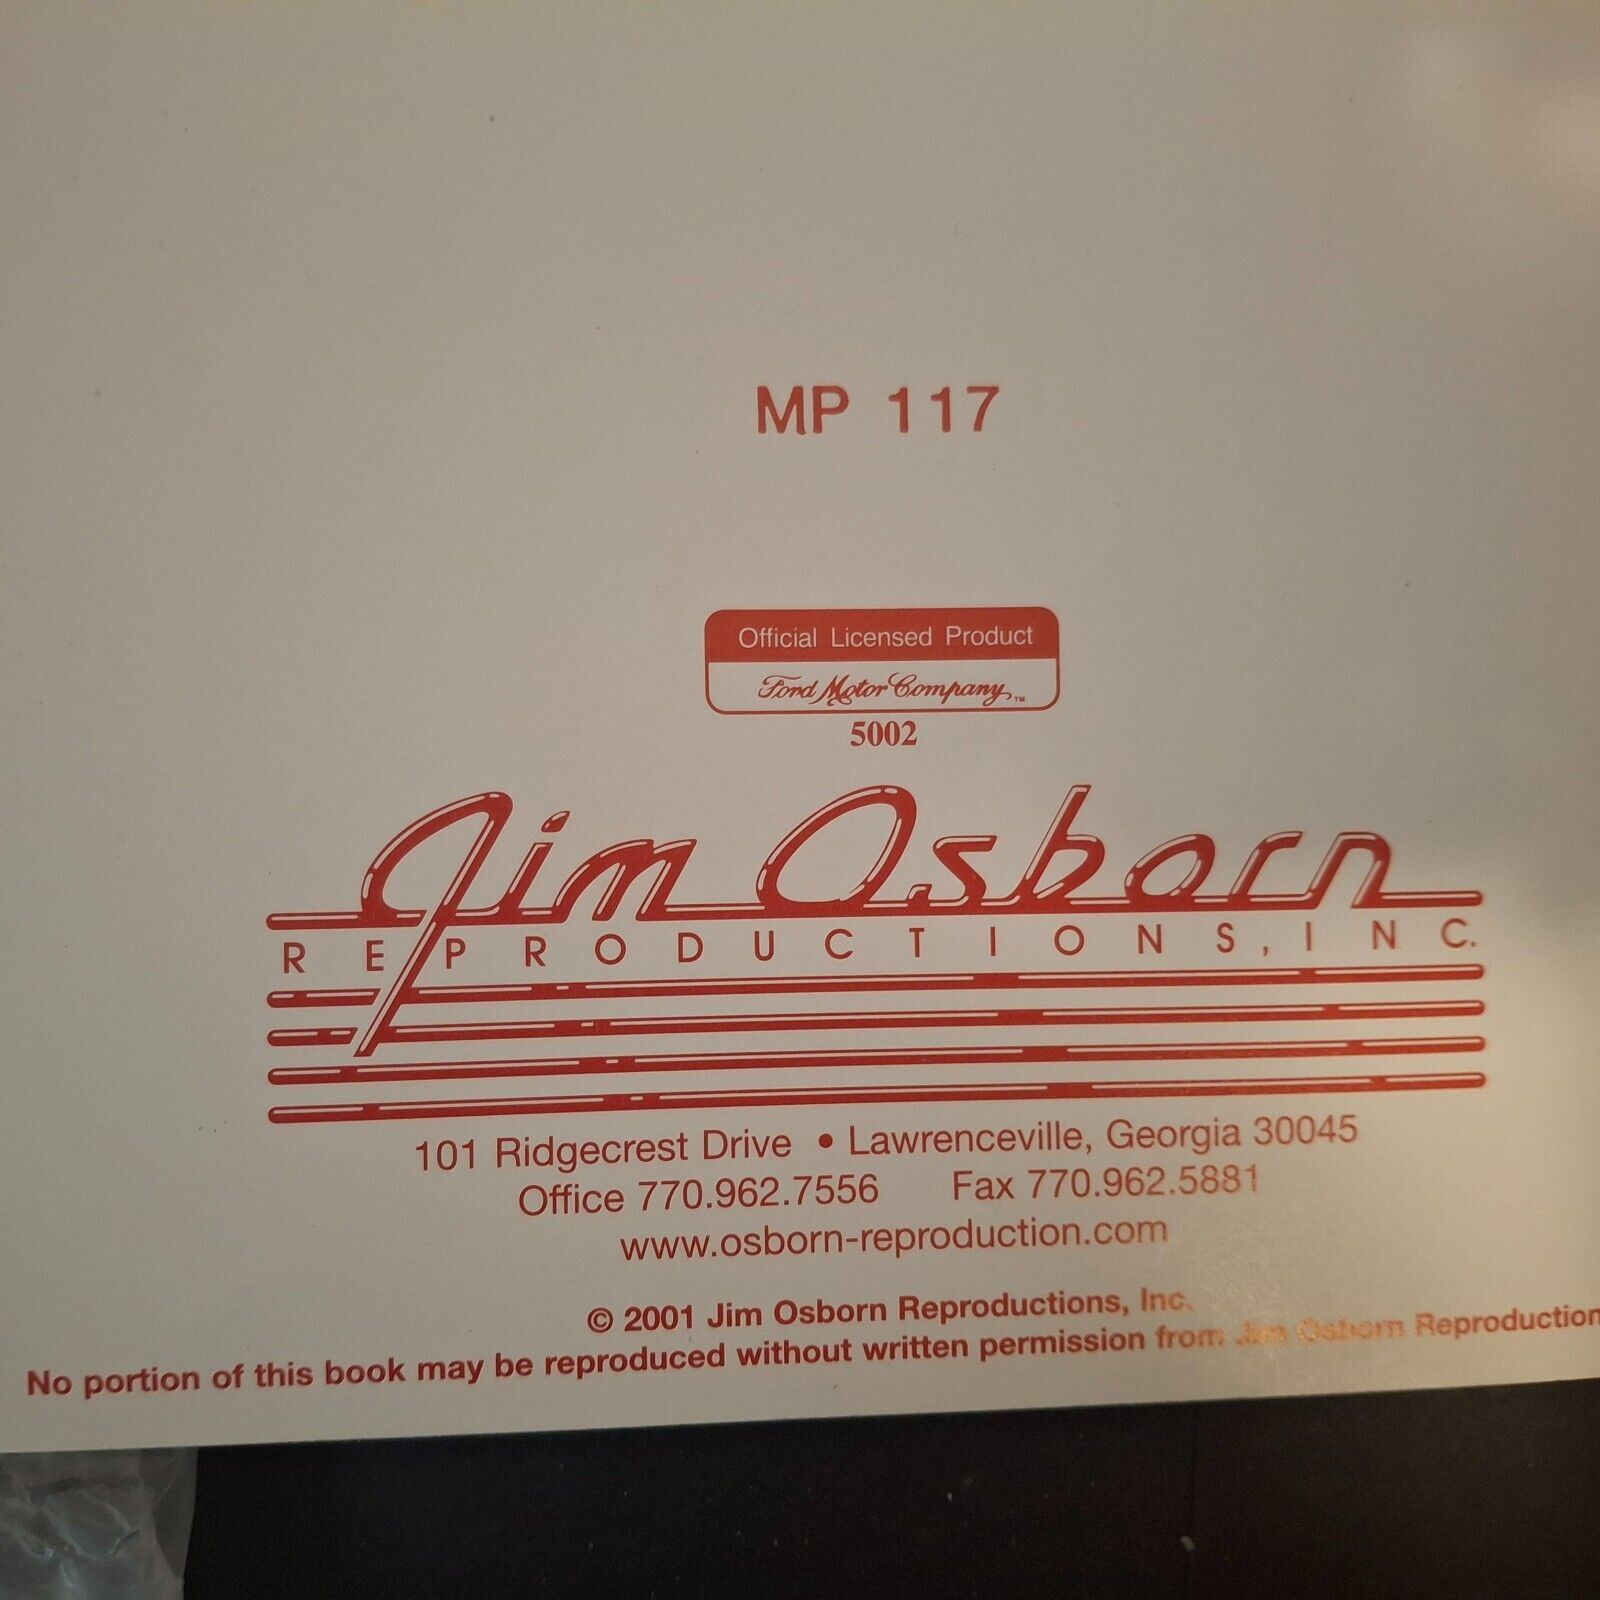 MP 117
Official Licensed Product
Ford Motor Company™
5002
Jim Osborn
REPRODUCTIONS, INC.
101 Ridgecrest Drive • Lawrenceville, Georgia 30045
Office 770.962.7556 Fax 770.962.5881
www.osborn-reproduction.com
© 2001 Jim Osborn Reproductions, Inc.
No portion of this book may be reproduced without written permission from Jim Osborn Reproduction